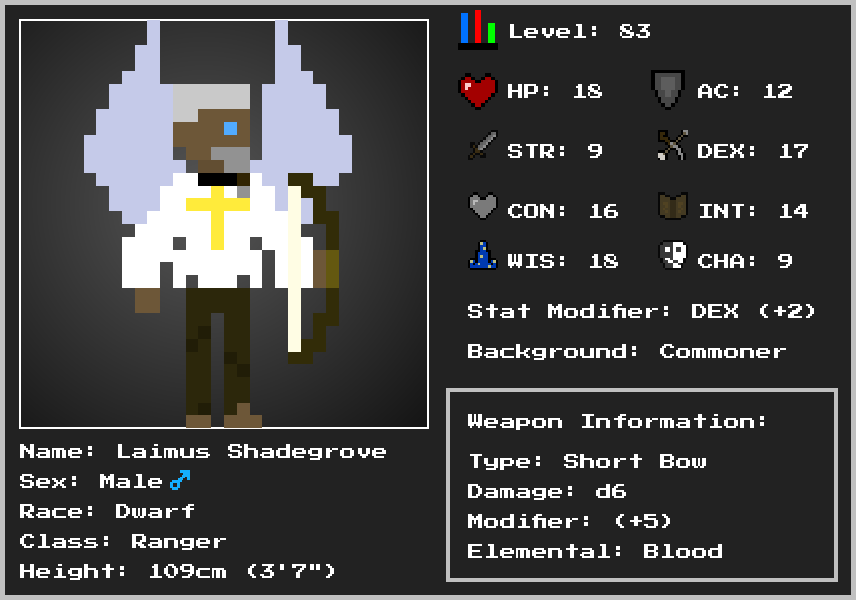 Level: 83
HP: 18
AC: 12
STR: 9
DEX: 17
CON: 16
INT: 14
WIS: 18
CHA: 9
Stat Modifier: DEX (+2)
Background: Commoner
Weapon Information:
Type: Short Bow
Damage: d6
Modifier: (+5)
Elemental: Blood
Name: Laimus Shadegrove
Sex: Male♂
Race: Dwarf
Class: Ranger
Height: 109cm (3'7")